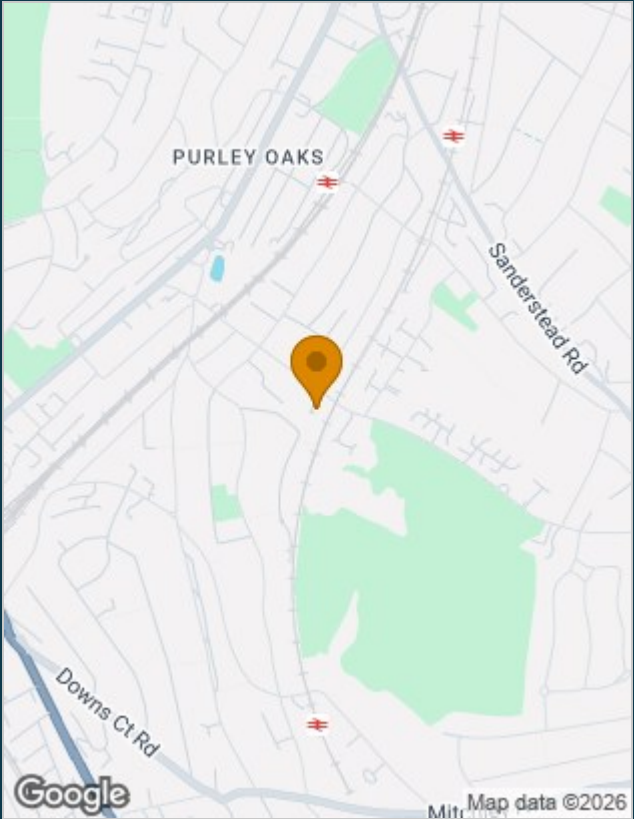 PURLEY OAKS
Sanderstead Rd
Downs Ct Rd
Google
Map data ©2026